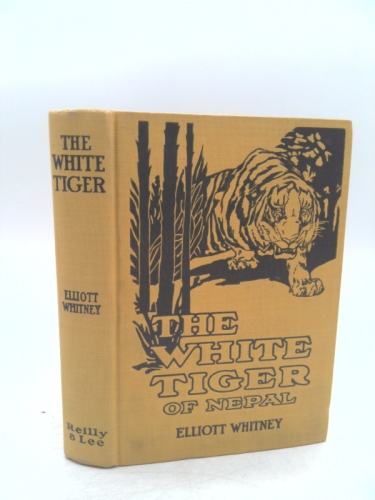 THE
WHITE
TIGER
ELLIOTT
WHITNEY
Reilly
& Lee
THE
WHITE
TIGER
OF NEPAL
ELLIOTT WHITNEY